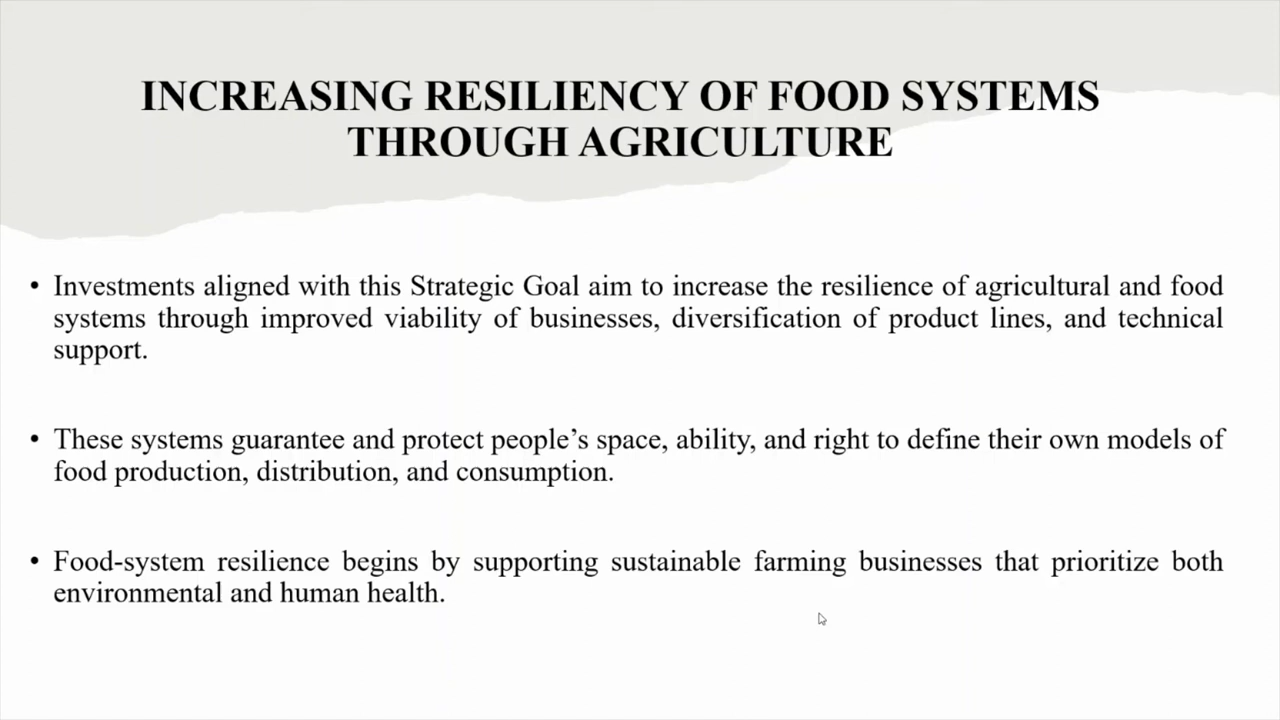 INCREASING RESILIENCY OF FOOD SYSTEMS
THROUGH AGRICULTURE
• Investments aligned with this Strategic Goal aim to increase the resilience of agricultural and food
systems through improved viability of businesses, diversification of product lines, and technical
support.
• These systems guarantee and protect people’s space, ability, and right to define their own models of
food production, distribution, and consumption.
• Food-system resilience begins by supporting sustainable farming businesses that prioritize both
environmental and human health.